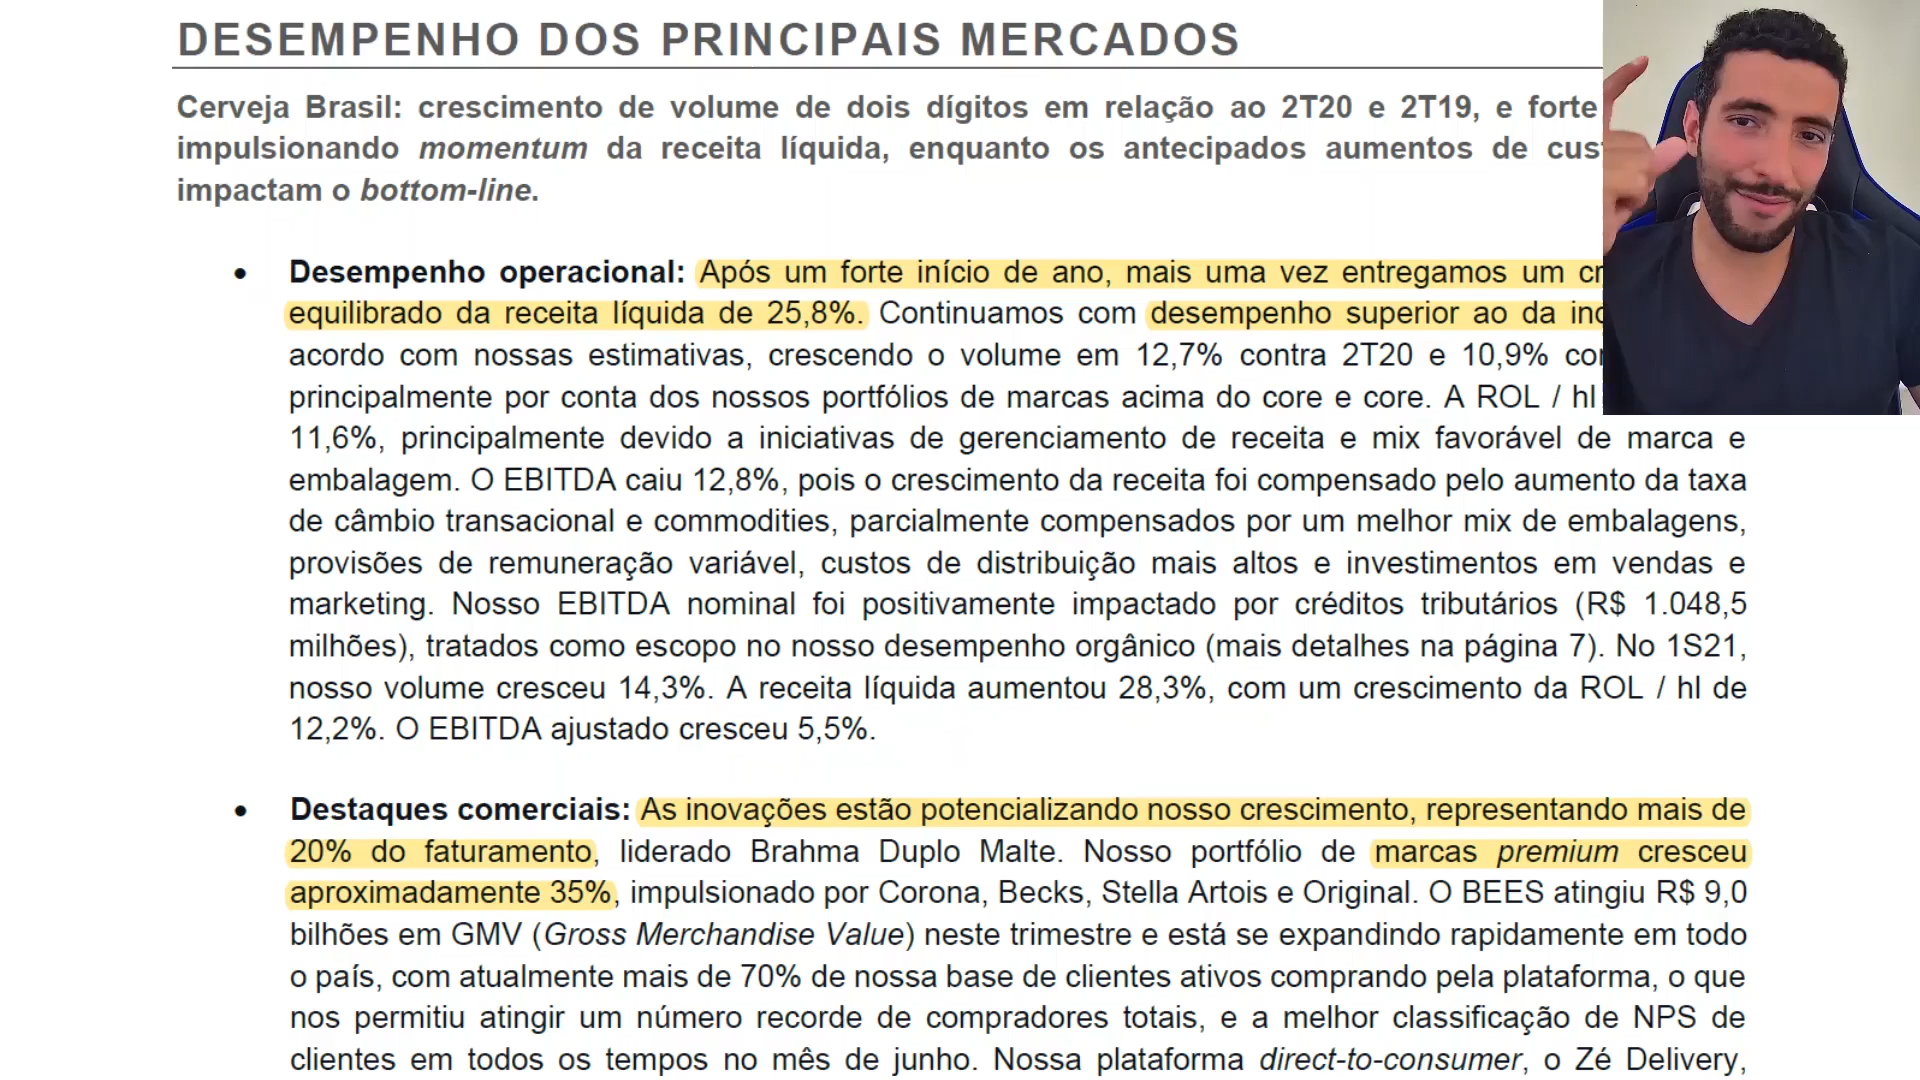 DESEMPENHO DOS PRINCIPAIS MERCADOS
Cerveja Brasil: crescimento de volume de dois dígitos em relação ao 2T20 e 2T19, e forte
impulsionando momentum da receita líquida, enquanto os antecipados aumentos de
impactam o bottom-line.
• Desempenho operacional: Após um forte início de ano, mais uma vez entregamos um
equilibrado da receita líquida de 25,8%. Continuamos com desempenho superior ao da
acordo com nossas estimativas, crescendo o volume em 12,7% contra 2T20 e 10,9%
principalmente por conta dos nossos portfólios de marcas acima do core e core. A ROL / hl
11,6%, principalmente devido a iniciativas de gerenciamento de receita e mix favorável de marca e
embalagem. O EBITDA caiu 12,8%, pois o crescimento da receita foi compensado pelo aumento da taxa
de câmbio transacional e commodities, parcialmente compensados por um melhor mix de embalagens,
provisões de remuneração variável, custos de distribuição mais altos e investimentos em vendas e
marketing. Nosso EBITDA nominal foi positivamente impactado por créditos tributários (R$ 1.048,5
milhões), tratados como escopo no nosso desempenho orgânico (mais detalhes na página 7). No 1S21,
nosso volume cresceu 14,3%. A receita líquida aumentou 28,3%, com um crescimento da ROL / hl de
12,2%. O EBITDA ajustado cresceu 5,5%.
• Destaques comerciais: As inovações estão potencializando nosso crescimento, representando mais de
20% do faturamento, liderado Brahma Duplo Malte. Nosso portfólio de marcas premium cresceu
aproximadamente 35%, impulsionado por Corona, Becks, Stella Artois e Original. O BEES atingiu R$ 9,0
bilhões em GMV (Gross Merchandise Value) neste trimestre e está se expandindo rapidamente em todo
o país, com atualmente mais de 70% de nossa base de clientes ativos comprando pela plataforma, o que
nos permitiu atingir um número recorde de compradores totais, e a melhor classificação de NPS de
clientes em todos os tempos no mês de junho. Nossa plataforma direct-to-consumer, o Zé Delivery,